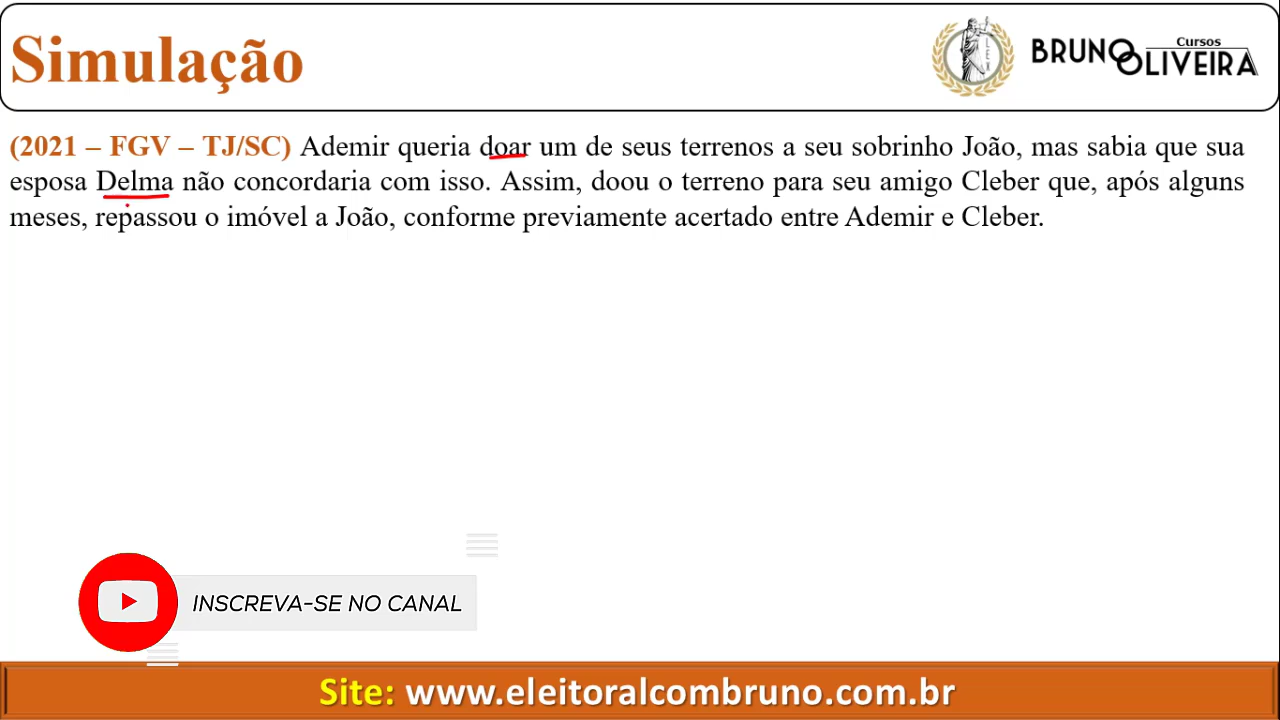 Simulação
Cursos
BRUNO
OLIVEIRA
(2021 – FGV – TJ/SC) Ademir queria doar um de seus terrenos a seu sobrinho João, mas sabia que sua
esposa Delma não concordaria com isso. Assim, doou o terreno para seu amigo Cleber que, após alguns
meses, repassou o imóvel a João, conforme previamente acertado entre Ademir e Cleber.
INSCREVA-SE NO CANAL
Site: www.eleitoralcombruno.com.br